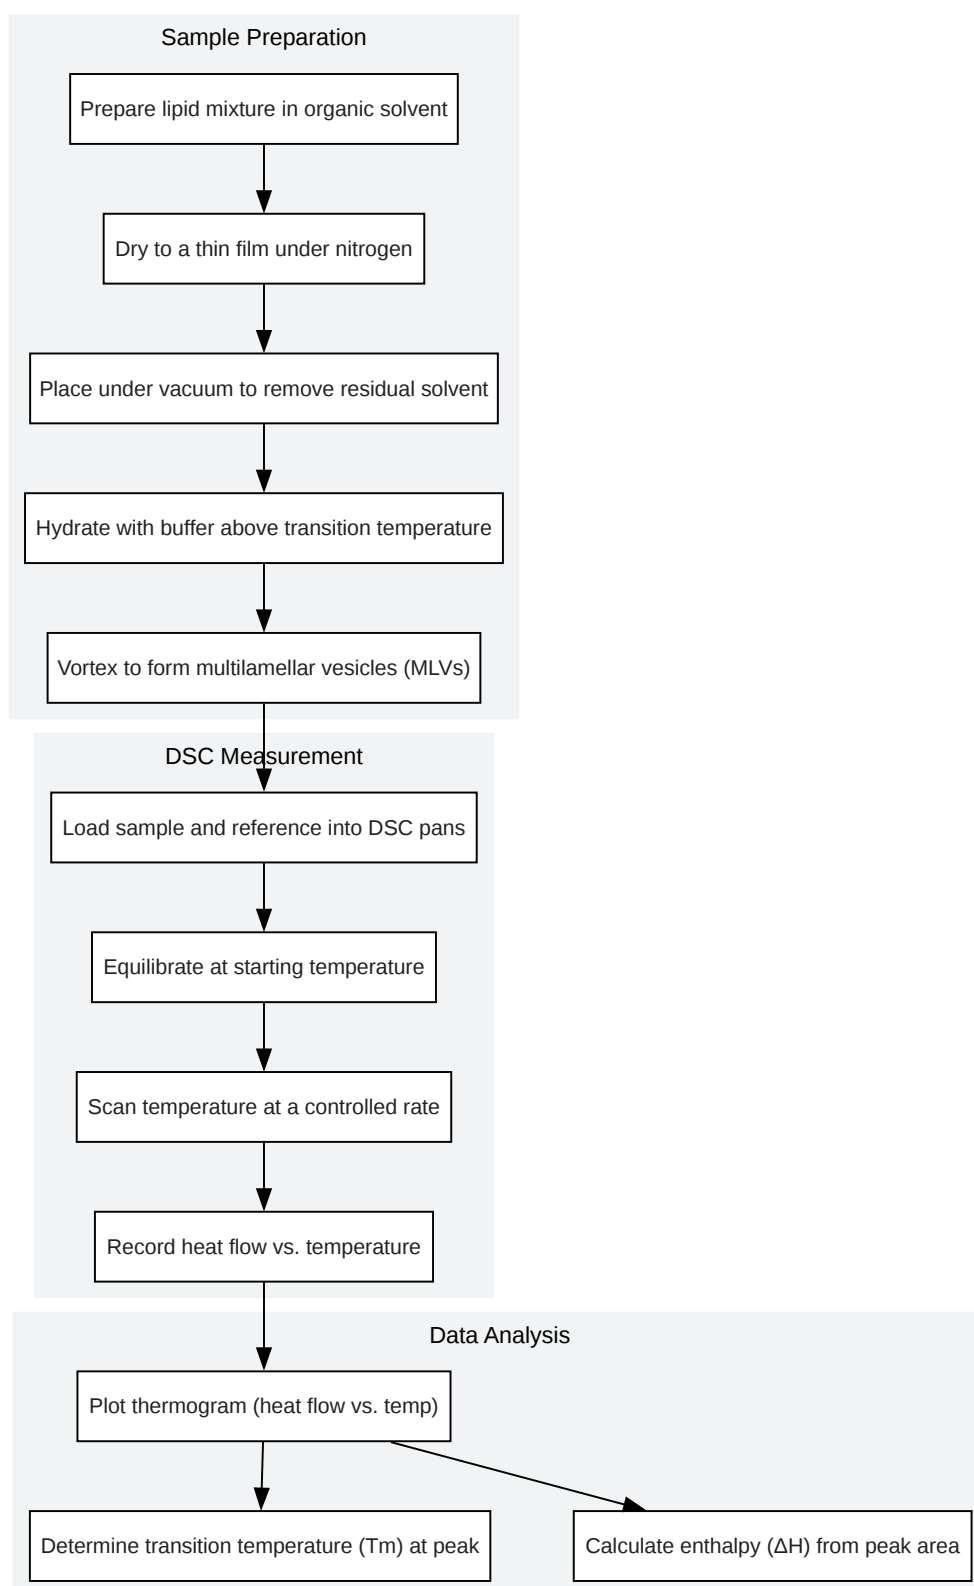 Sample Preparation
Prepare lipid mixture in organic solvent
Dry to a thin film under nitrogen
Place under vacuum to remove residual solvent
Hydrate with buffer above transition temperature
Vortex to form multilamellar vesicles (MLVs)
DSC Measurement
Load sample and reference into DSC pans
Equilibrate at starting temperature
Scan temperature at a controlled rate
Record heat flow vs. temperature
Data Analysis
Plot thermogram (heat flow vs. temp)
Determine transition temperature (Tm) at peak
Calculate enthalpy (ΔH) from peak area